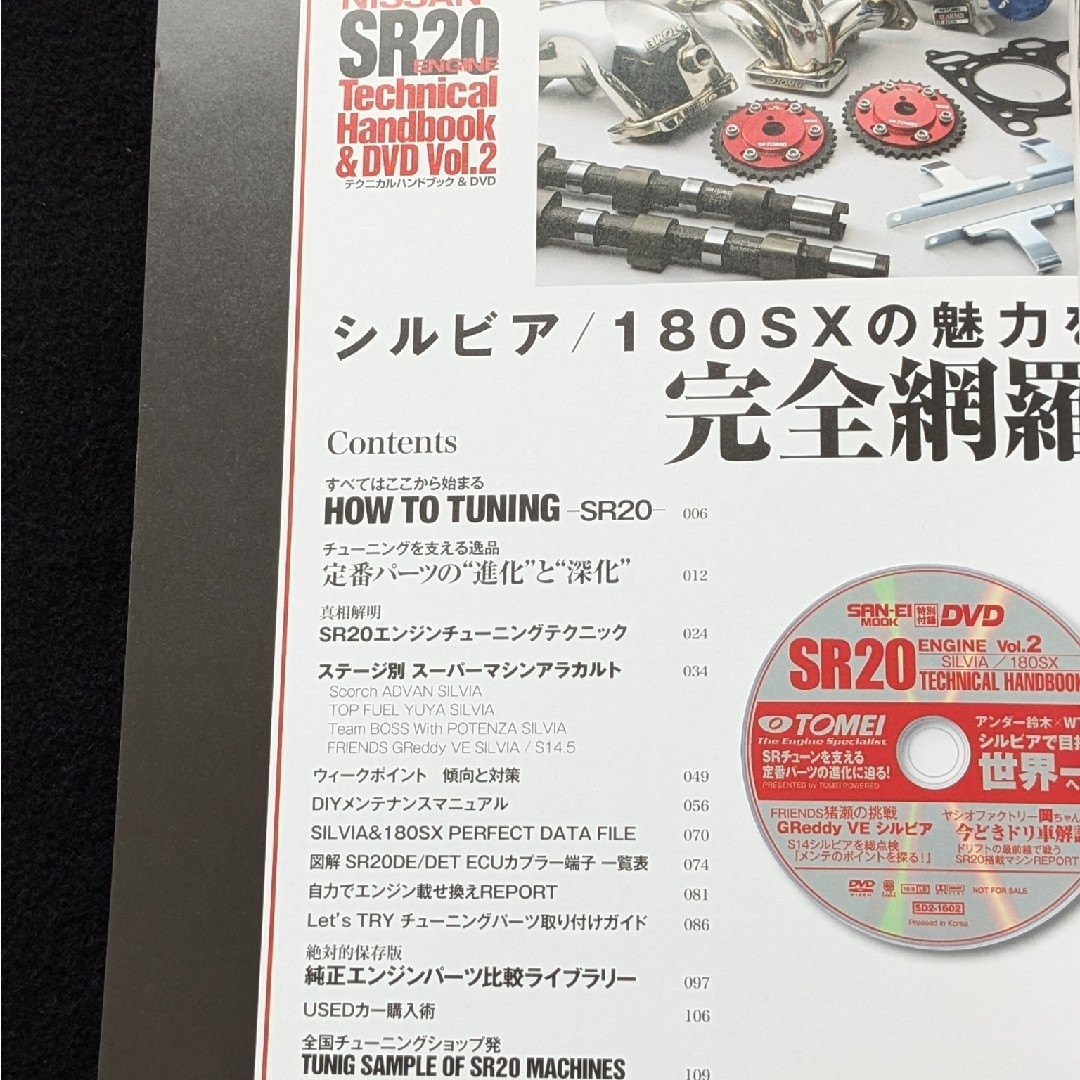 NISSAN
SR20
ENGINE
Technical
Handbook
& DVD Vol.2
テクニカルハンドブック & DVD
TOMEI
TOMEI
TOMEI
TOMEI
シルビア/180SXの魅力を
完全網羅
Contents
すべてはここから始まる
HOW TO TUNING -SR20- 006
チューニングを支える逸品
定番パーツの“進化”と“深化” 012
真相解明
SR20エンジンチューニングテクニック 024
ステージ別 スーパーマシンアラカルト 034
Scorch ADVAN SILVIA
TOP FUEL YUYA SILVIA
Team BOSS With POTENZA SILVIA
FRIENDS GReddy VE SILVIA / S14.5
ウィークポイント 傾向と対策 049
DIYメンテナンスマニュアル 056
SILVIA&180SX PERFECT DATA FILE 070
図解 SR20DE/DET ECUカプラー端子 一覧表 074
自力でエンジン載せ換えREPORT 081
Let's TRY チューニングパーツ取り付けガイド 086
絶対的保存版
純正エンジンパーツ比較ライブラリー 097
USEDカー購入術 106
全国チューニングショップ発
TUNIG SAMPLE OF SR20 MACHINES 109
SAN-EI MOOK 特別付録 DVD
SR20 ENGINE Vol.2
SILVIA / 180SX
TECHNICAL HANDBOOK
TOMEI
The Engine Specialist
SRチューンを支える
定番パーツの進化に迫る!
PRESENTED by TOMEI POWERED
アンダー鈴木×WT
シルビアで目指
世界一へ
FRIENDS猪瀬の挑戦
GReddy VE シルビア
S14シルビアを総点検
「メンテのポイントを探る!」
ヤシオファクトリー岡ちゃん
今どきドリ車解説
ドリフトの最前線で戦う
SR20搭載マシンREPORT
DVD VIDEO
NOT FOR SALE
SD2-1602
Pressed in Korea